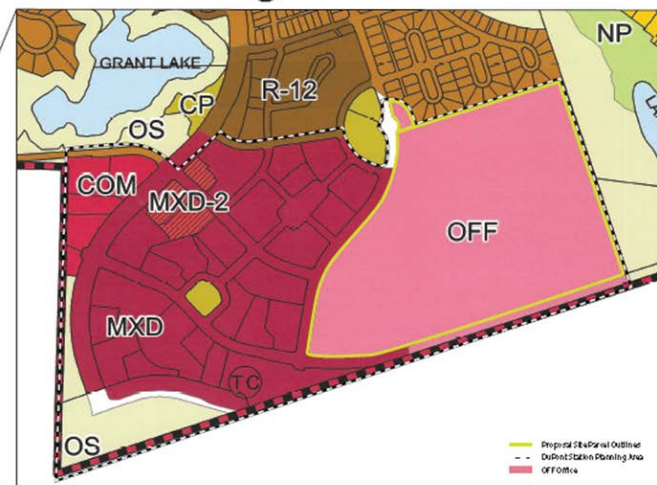 NP
GRANT LAKE
R-12
CP
OS
COM
MXD-2
OFF
MXD
TC
OS
Proposal Site Parcel Outlines
DuPont Station Planning Area
OFF Office